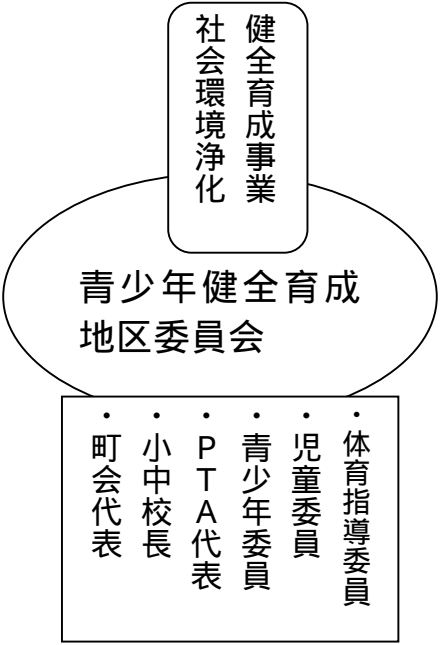 健全育成事業
社会環境浄化
青少年健全育成
地区委員会
・体育指導委員
・児童委員
・青少年委員
・ＰＴＡ代表
・小中校長
・町会代表